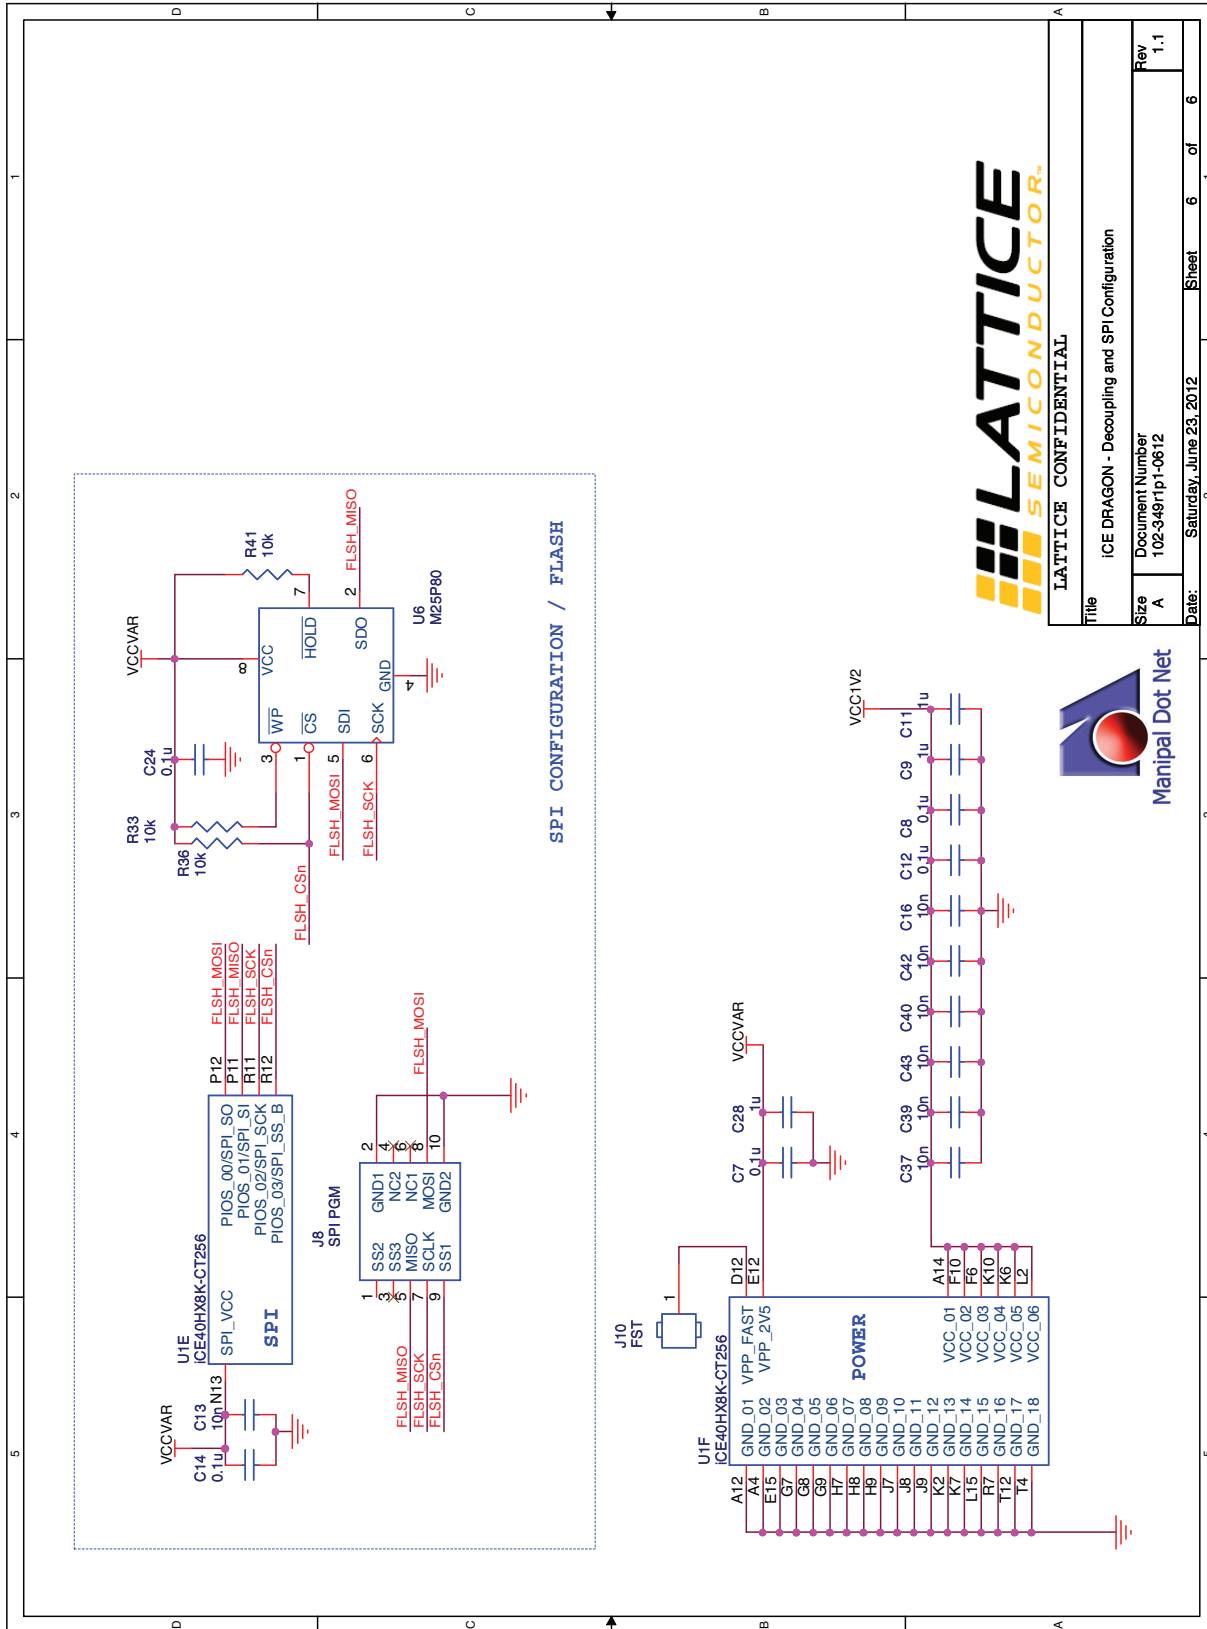 5
4
3
2
1
D
C
B
A
VCCVAR
C14
0.1u
C13
10n
N13
U1E
iCE40HX8K-CT256
SPI_VCC
SPI
PIOS_00/SPI_SO
PIOS_01/SPI_SI
PIOS_02/SPI_SCK
PIOS_03/SPI_SS_B
P12
P11
R11
R12
FLSH_MOSI
FLSH_MISO
FLSH_SCK
FLSH_CSn
R36
10k
R33
10k
C24
0.1u
VCCVAR
R41
10k
FLSH_CSn
FLSH_MOSI
FLSH_SCK
3
1
5
6
8
7
2
4
WP
CS
SDI
SCK
VCC
HOLD
SDO
GND
FLSH_MISO
U6
M25P80
J8
SPI PGM
FLSH_MISO
FLSH_SCK
FLSH_CSn
1
3
5
7
9
SS2
SS3
MISO
SCLK
SS1
GND1
NC2
NC1
MOSI
GND2
2
4
6
8
10
FLSH_MOSI
SPI CONFIGURATION / FLASH
J10
FST
1
U1F
iCE40HX8K-CT256
A12
A4
E15
G7
G8
G9
H7
H8
H9
J7
J8
J9
K2
K7
L15
R7
T12
T4
GND_01
GND_02
GND_03
GND_04
GND_05
GND_06
GND_07
GND_08
GND_09
GND_10
GND_11
GND_12
GND_13
GND_14
GND_15
GND_16
GND_17
GND_18
POWER
VPP_FAST
VPP_2V5
VCC_01
VCC_02
VCC_03
VCC_04
VCC_05
VCC_06
D12
E12
A14
F10
F6
K10
K6
L2
C7
0.1u
C28
1u
VCCVAR
C37
10n
C39
10n
C43
10n
C40
10n
C42
10n
C16
10n
C12
0.1u
C8
0.1u
C9
1u
C11
1u
VCC1V2
Manipal Dot Net
LATTICE
SEMICONDUCTOR™
LATTICE CONFIDENTIAL
Title
iCE DRAGON - Decoupling and SPI Configuration
Size
A
Document Number
102-349r1p1-0612
Rev
1.1
Date:
Saturday, June 23, 2012
Sheet
6
of
6